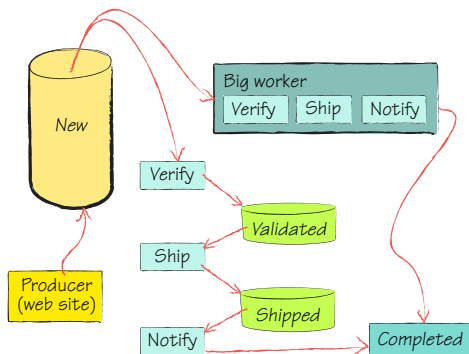 New
Big worker
Verify
Ship
Notify
Verify
Validated
Ship
Producer
(web site)
Shipped
Notify
Completed